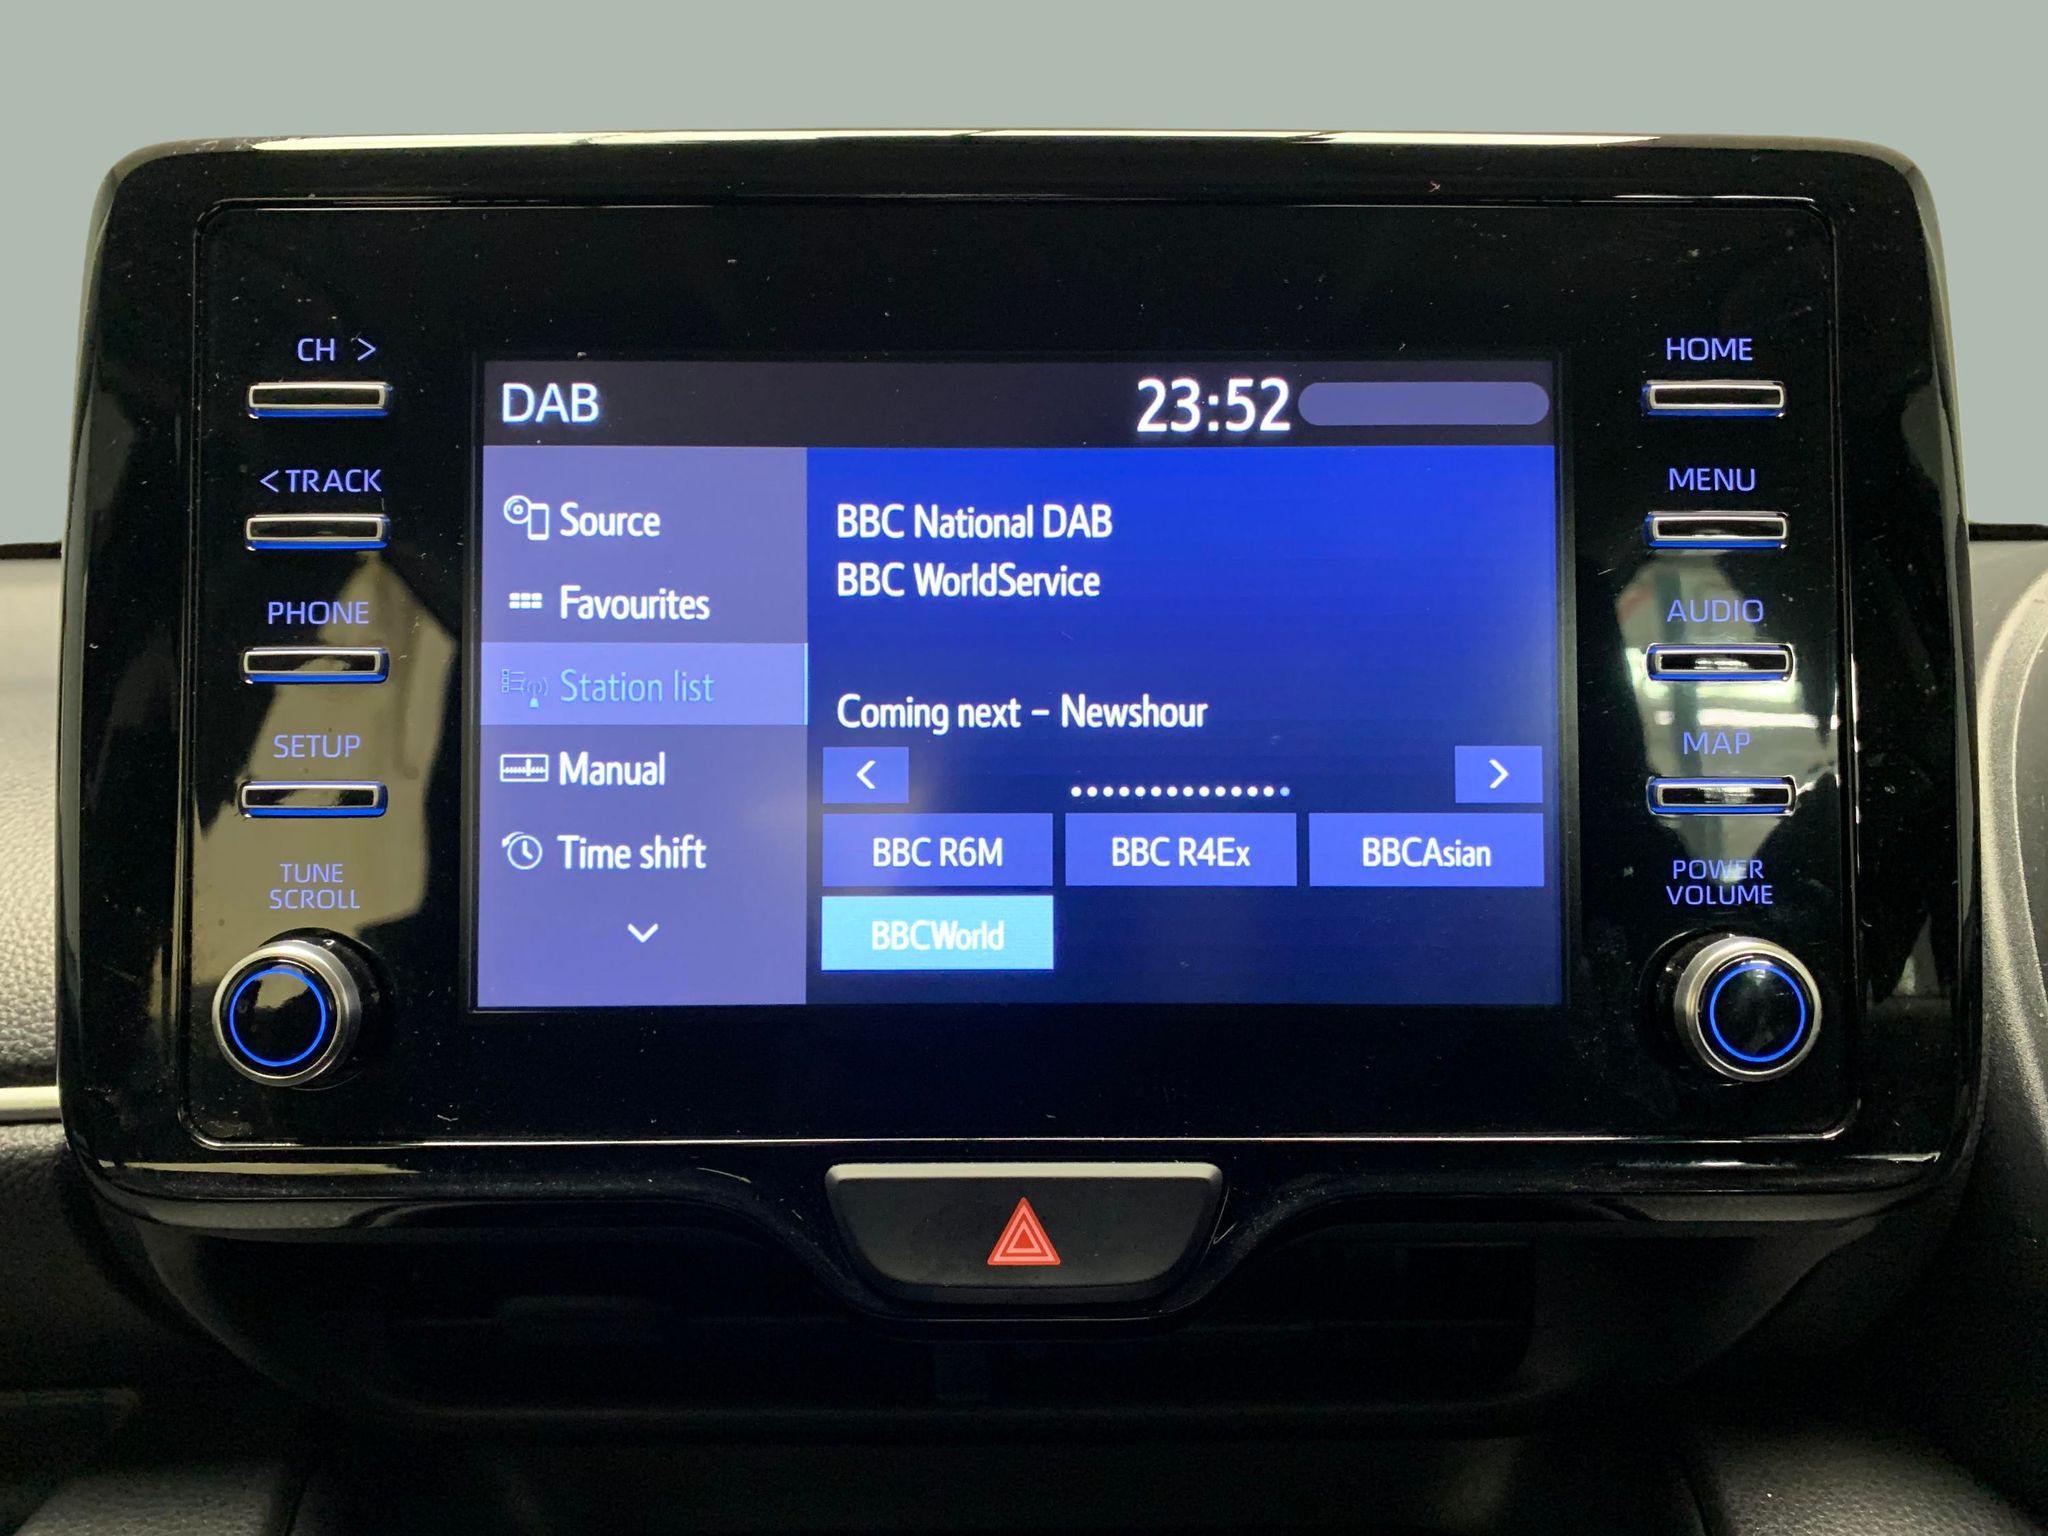 CH >
< TRACK
PHONE
SETUP
TUNE
SCROLL
DAB
23:52
Source
Favourites
Station list
Manual
Time shift
BBC National DAB
BBC WorldService
Coming next – Newshour
<
>
BBC R6M
BBC R4Ex
BBCAsian
BBCWorld
HOME
MENU
AUDIO
MAP
POWER
VOLUME